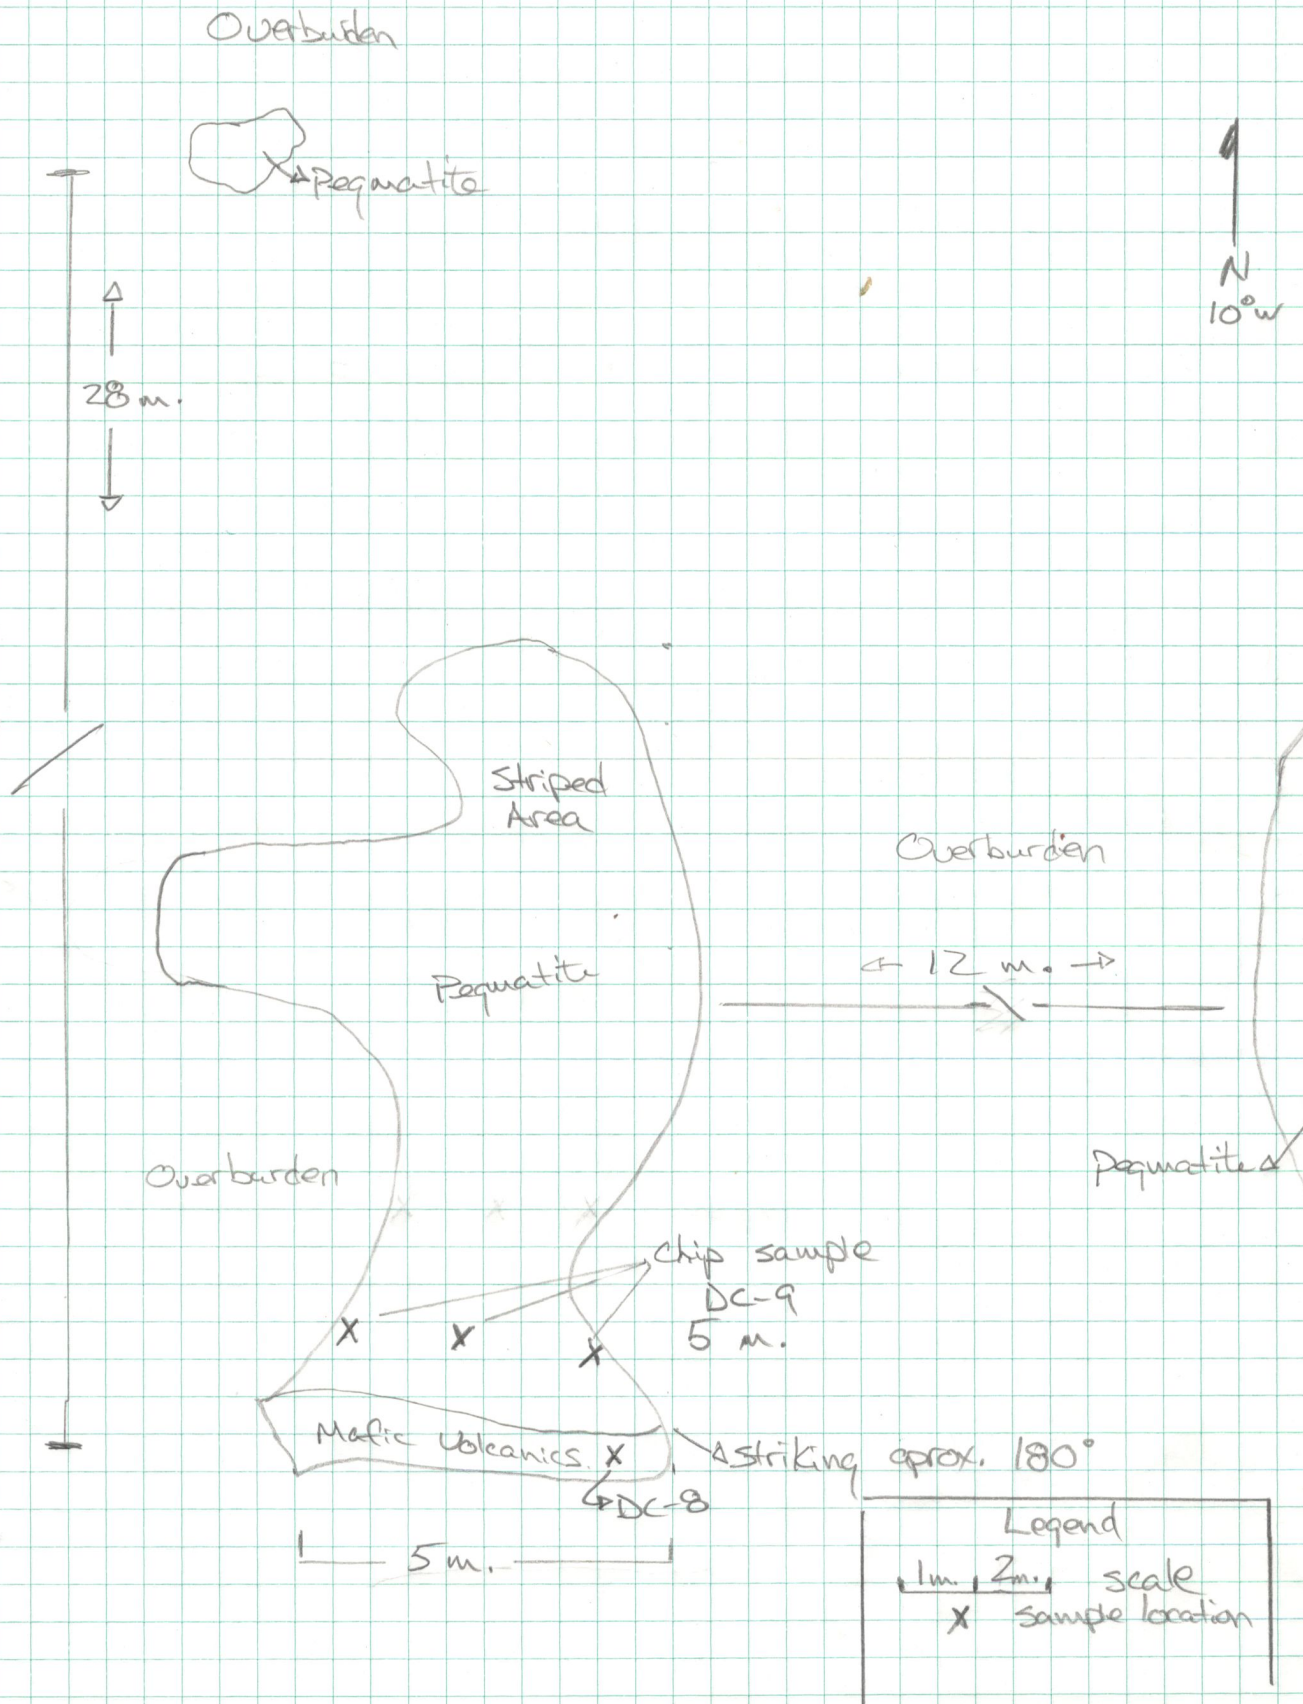 Overburden
Pegmatite
N
10°W
28 m.
Striped
Area
Overburden
12 m.
Pegmatite
Pegmatite
Overburden
Chip sample
DC-9
5 m.
Mafic Volcanics
striking aprox. 180°
DC-8
5 m.
Legend
1m. 2m. scale
X sample location